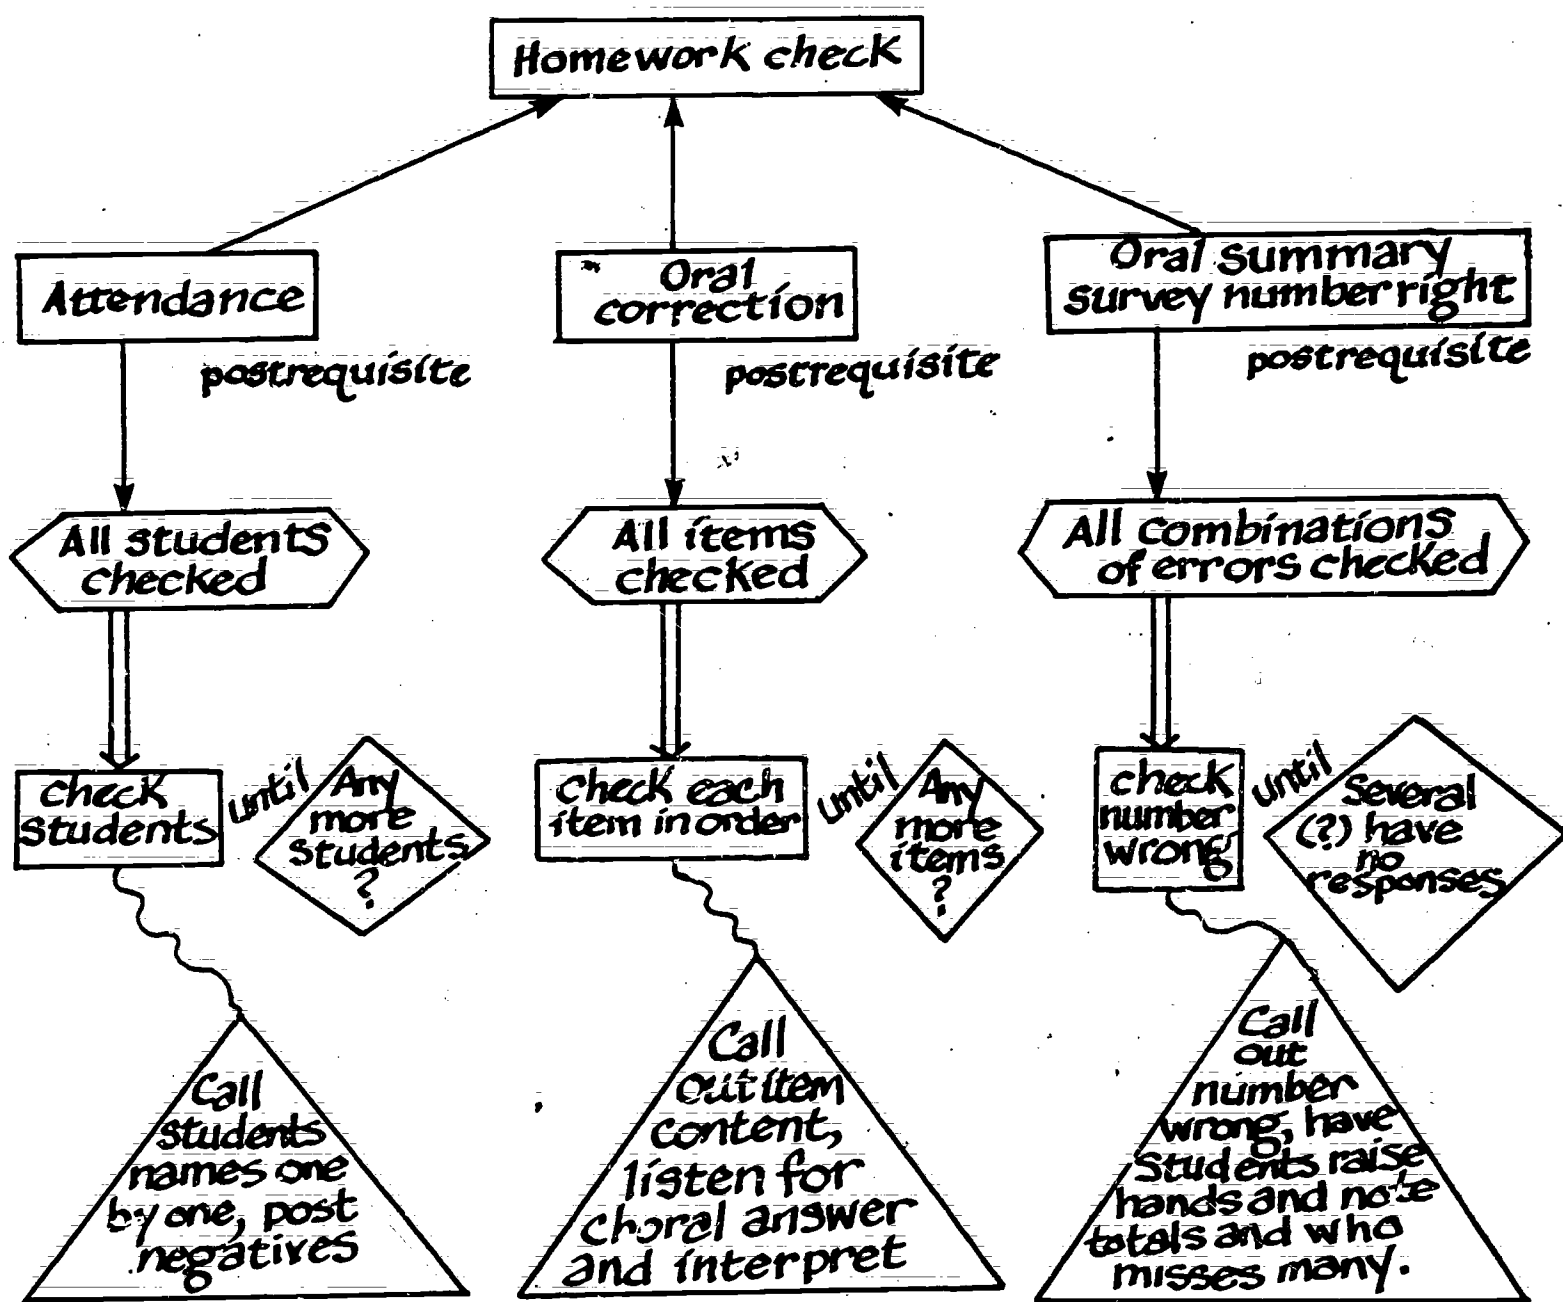 Homework check
Attendance
Oral
correction
Oral summary
survey number right
postrequisite
postrequisite
postrequisite
All students
checked
All items
checked
All combinations
of errors checked
check
students
until
Any
more
students
?
check each
item in order
until
Any
more
items
?
check
number
wrong
until
Several
(?) have
no
responses
Call
students
names one
by one, post
negatives
Call
out item
content,
listen for
choral answer
and interpret
Call
out
number
wrong, have
Students raise
hands and note
totals and who
misses many.